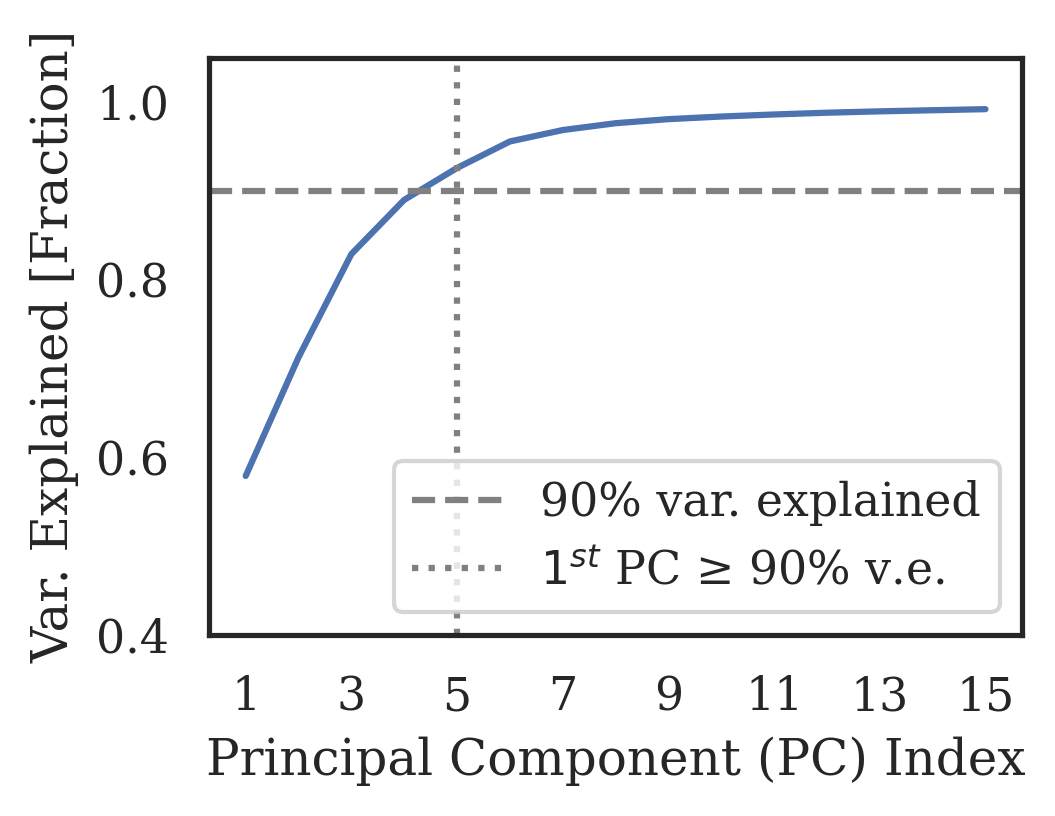 Var. Explained [Fraction]
1.0
0.8
0.6
0.4
90% var. explained
1st PC ≥ 90% v.e.
1 3 5 7 9 11 13 15
Principal Component (PC) Index